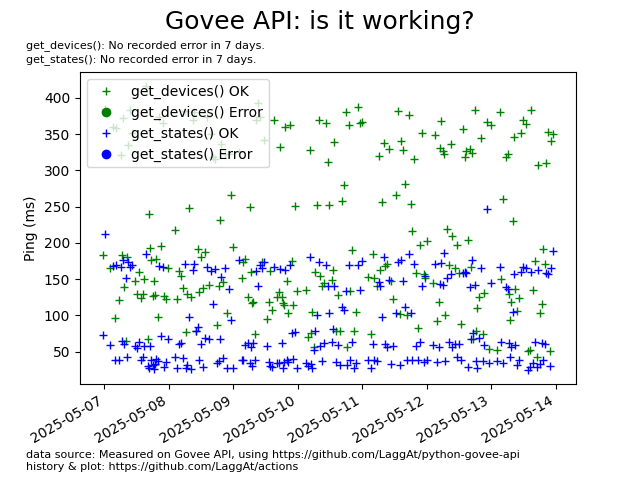 Govee API: is it working?
get_devices(): No recorded error in 7 days.
get_states(): No recorded error in 7 days.
get_devices() OK
get_devices() Error
get_states() OK
get_states() Error
Ping (ms)
400
350
300
250
200
150
100
50
2025-05-07
2025-05-08
2025-05-09
2025-05-10
2025-05-11
2025-05-12
2025-05-13
2025-05-14
data source: Measured on Govee API, using https://github.com/LaggAt/python-govee-api
history & plot: https://github.com/LaggAt/actions